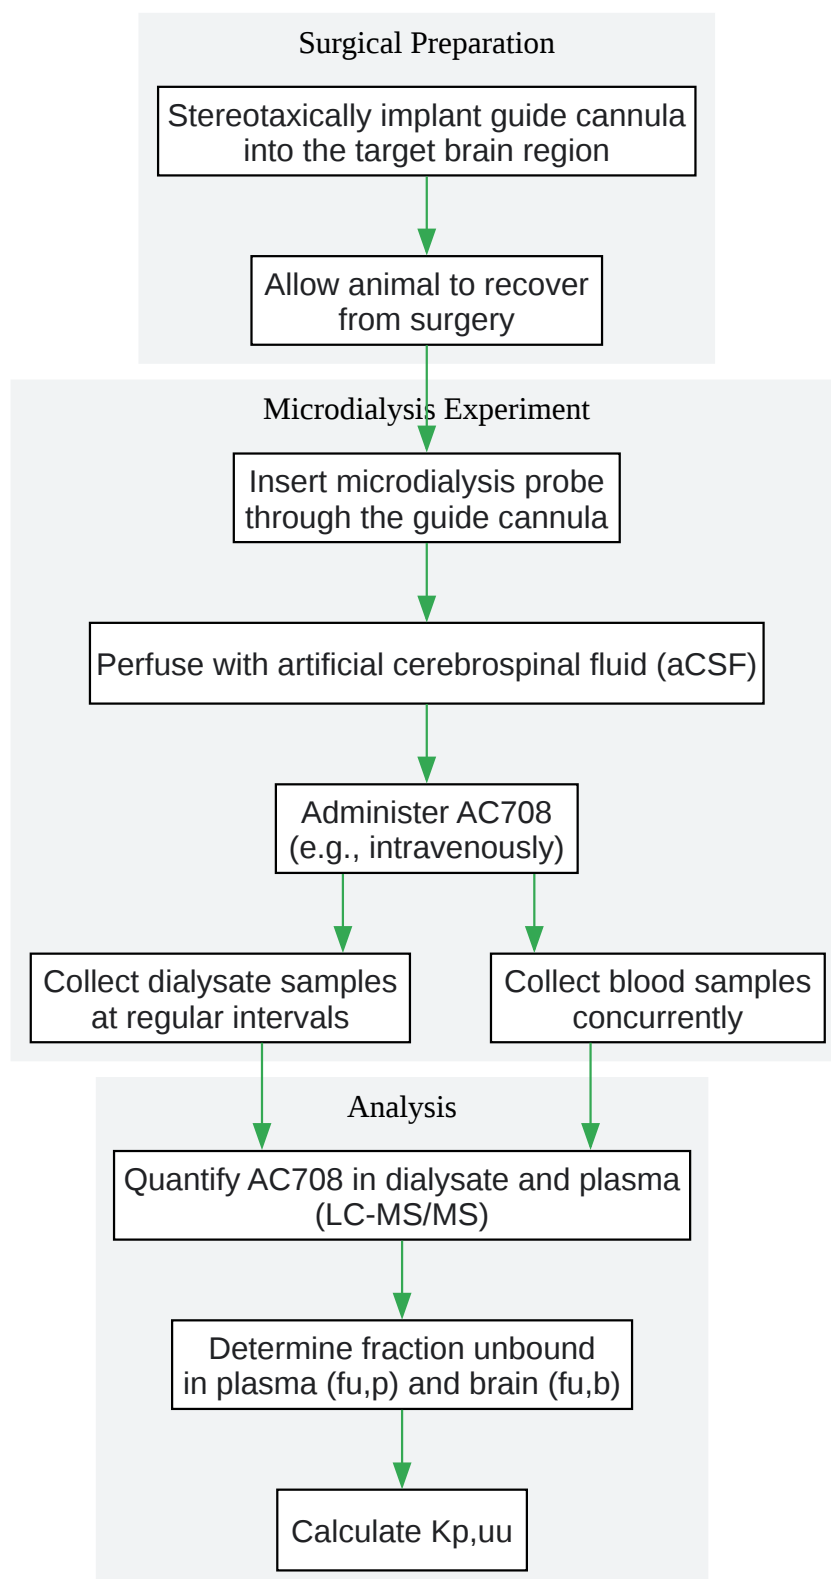 Surgical Preparation
Stereotaxically implant guide cannula
into the target brain region
Allow animal to recover
from surgery
Microdialysis Experiment
Insert microdialysis probe
through the guide cannula
Perfuse with artificial cerebrospinal fluid (aCSF)
Administer AC708
(e.g., intravenously)
Collect dialysate samples
at regular intervals
Collect blood samples
concurrently
Analysis
Quantify AC708 in dialysate and plasma
(LC-MS/MS)
Determine fraction unbound
in plasma (fu,p) and brain (fu,b)
Calculate Kp,uu